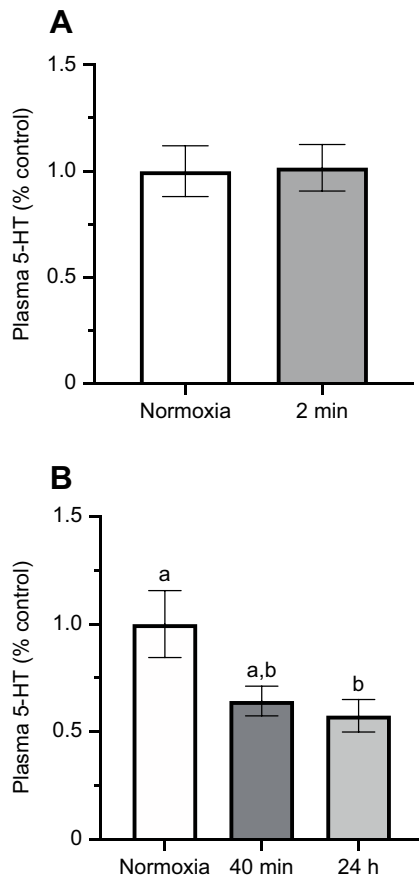 A
Plasma 5-HT (% control)
1.5
1.0
0.5
0
Normoxia 2 min
B
Plasma 5-HT (% control)
1.5
1.0
0.5
0
a
a,b
b
Normoxia 40 min 24 h